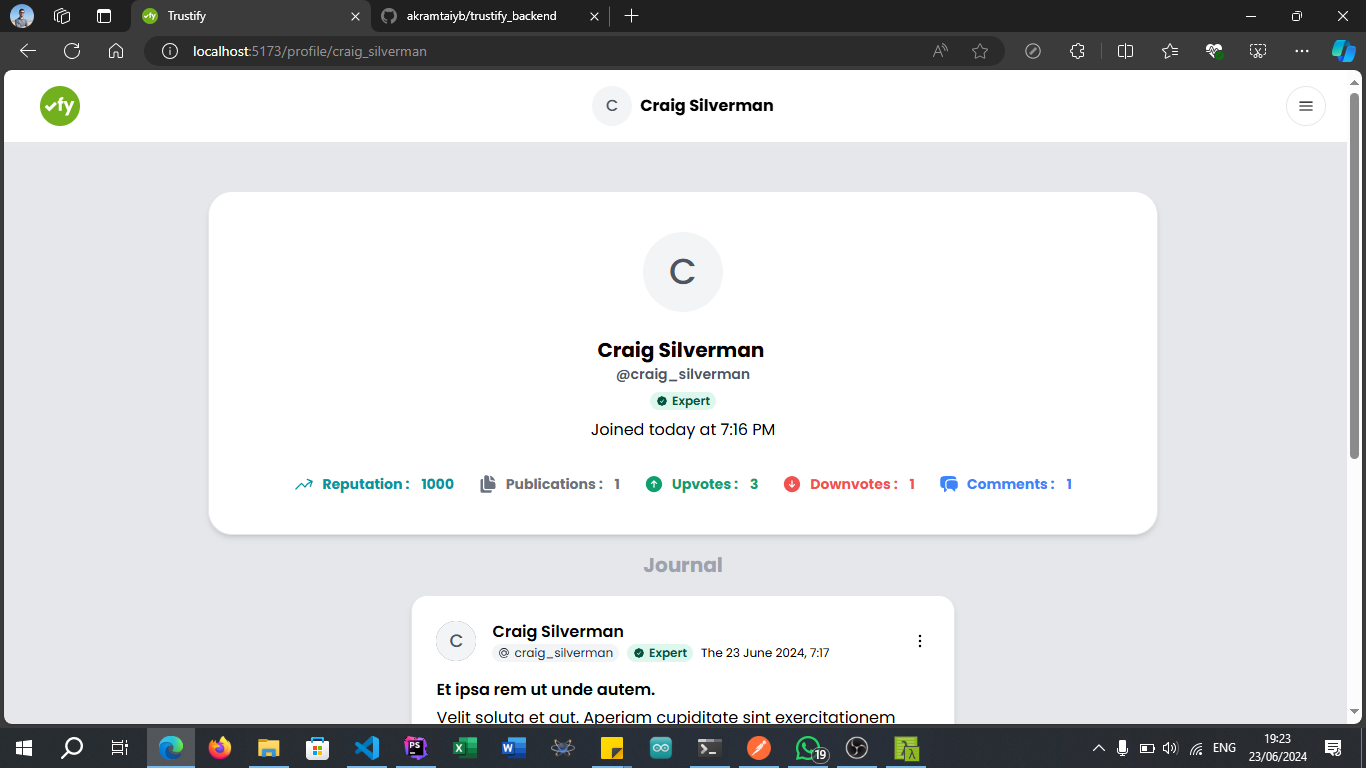 Trustify
akramtaiyb/trustify_backend
localhost:5173/profile/craig_silverman
fy
C Craig Silverman
C
Craig Silverman
@craig_silverman
Expert
Joined today at 7:16 PM
Reputation : 1000 Publications : 1 Upvotes : 3 Downvotes : 1 Comments : 1
Journal
C
Craig Silverman
@ craig_silverman Expert The 23 June 2024, 7:17
Et ipsa rem ut unde autem.
Velit soluta et aut. Aperiam cupiditate sint exercitationem
PS
19
ENG
19:23
23/06/2024